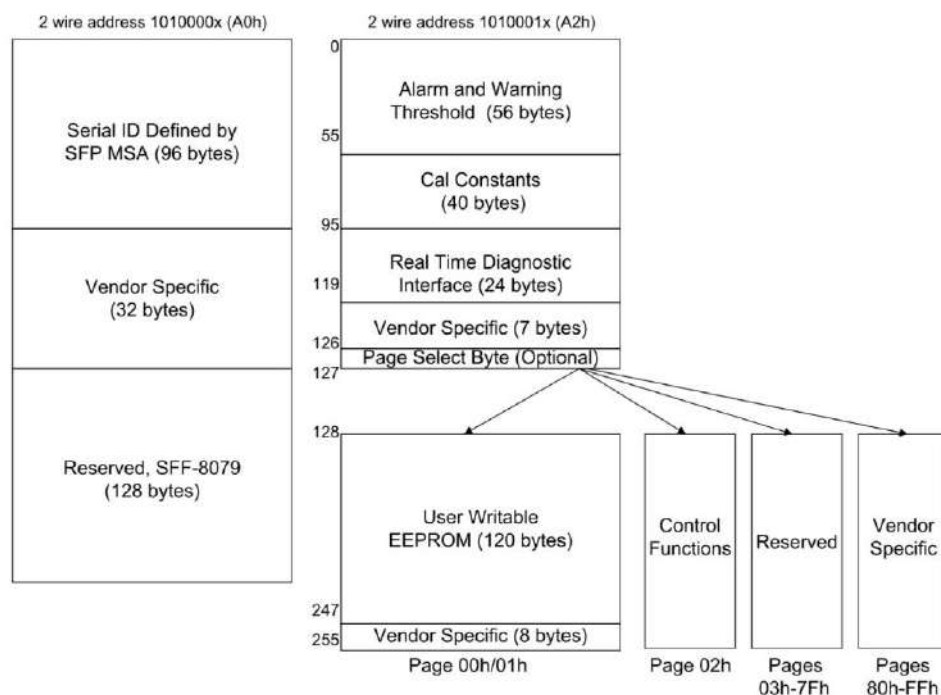 2 wire address 1010000x (A0h)
Serial ID Defined by
SFP MSA (96 bytes)
Vendor Specific
(32 bytes)
Reserved, SFF-8079
(128 bytes)
2 wire address 1010001x (A2h)
0
Alarm and Warning
Threshold (56 bytes)
55
Cal Constants
(40 bytes)
95
Real Time Diagnostic
Interface (24 bytes)
119
Vendor Specific (7 bytes)
126
Page Select Byte (Optional)
127
128
User Writable
EEPROM (120 bytes)
247
Vendor Specific (8 bytes)
255
Page 00h/01h
Control
Functions
Page 02h
Reserved
Pages
03h-7Fh
Vendor
Specific
Pages
80h-FFh